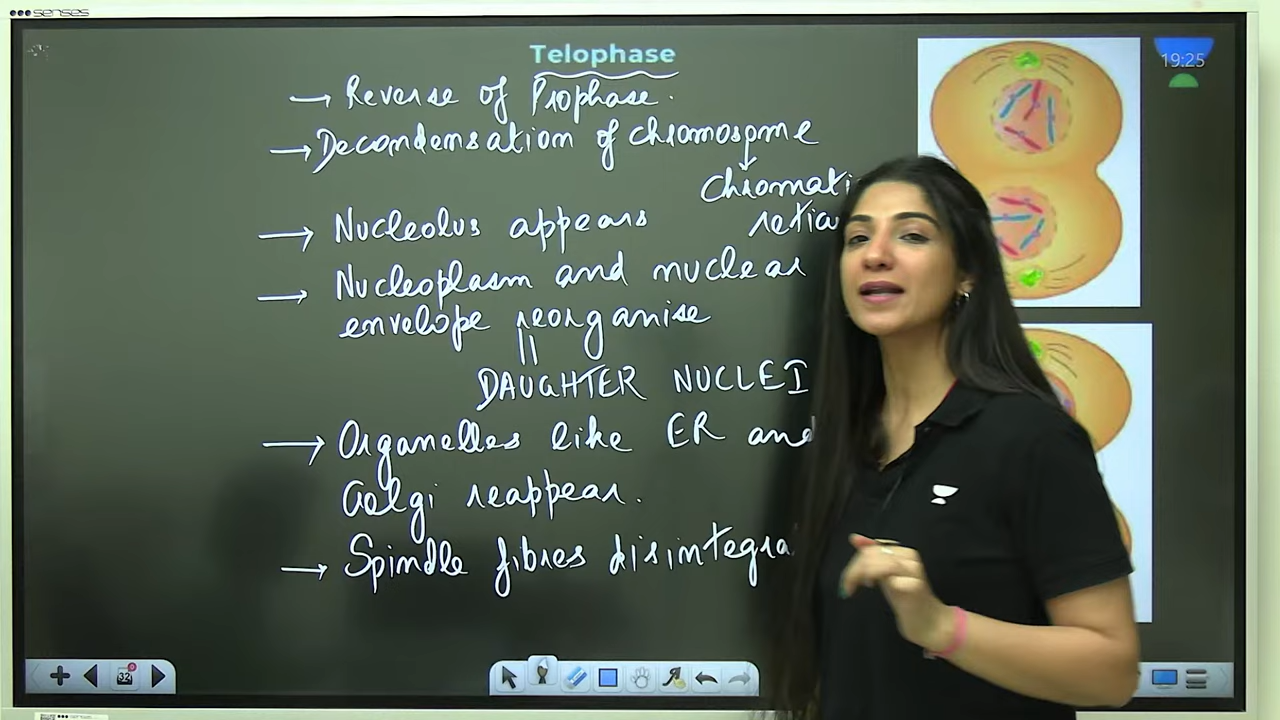 senses
Telophase
19:25
→ Reverse of Prophase.
→ Decondensation of chromosome
↓
Chromati
retic
→ Nucleolus appears
→ Nucleoplasm and nuclear
envelope reorganise
||
DAUGHTER NUCLEI
→ Organelles like ER and
Golgi reappear.
→ Spindle fibres disintegra
32